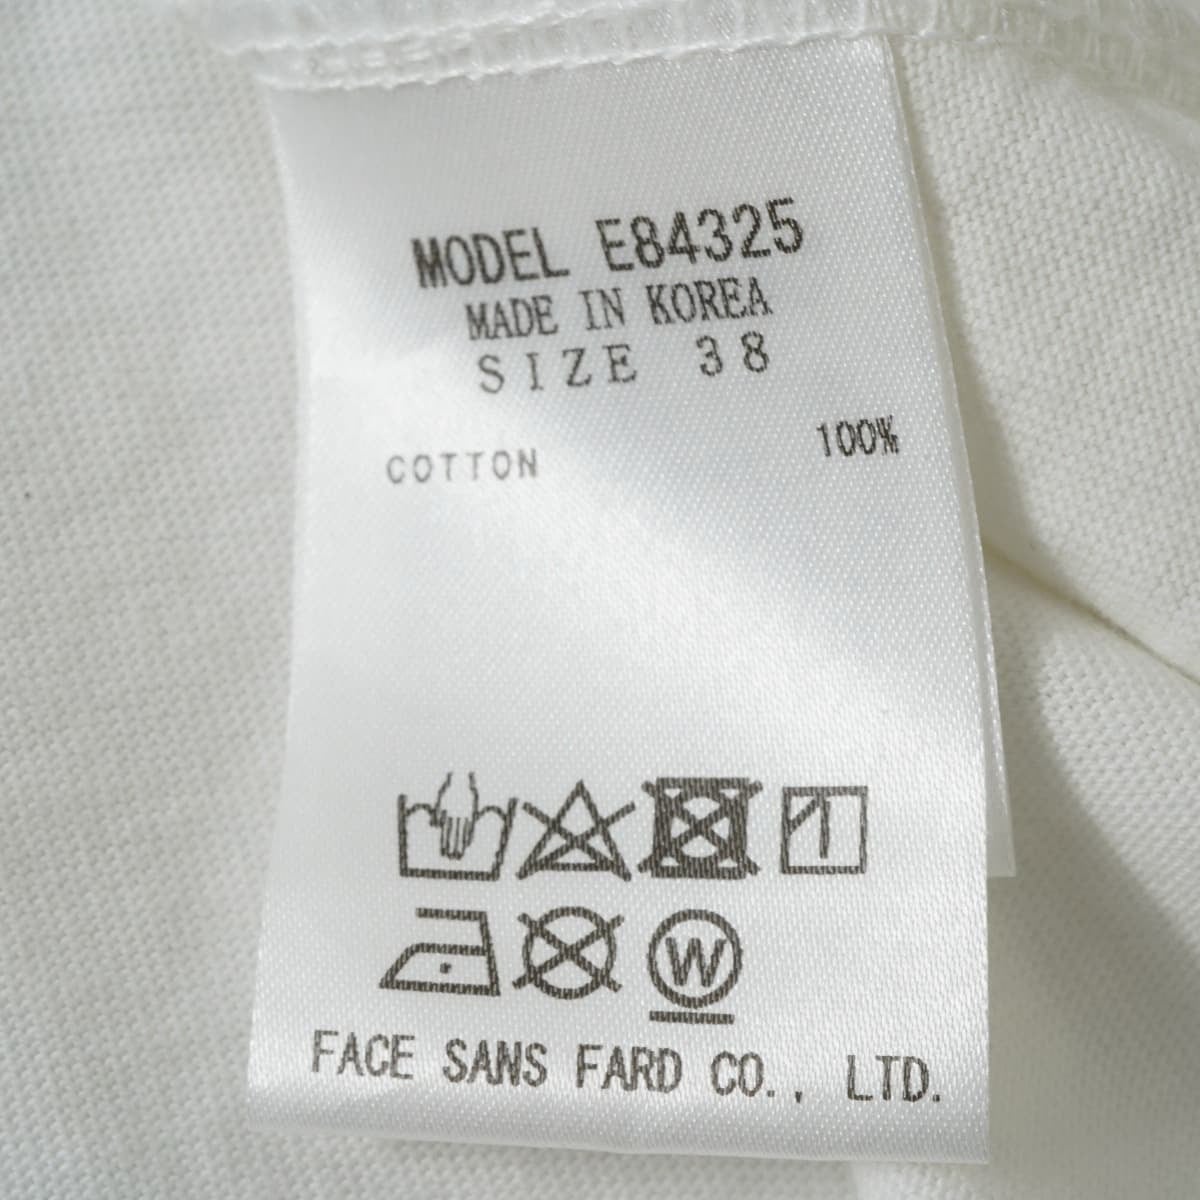 MODEL E84325
MADE IN KOREA
SIZE 38
COTTON 100%
W
FACE SANS FARD CO., LTD.